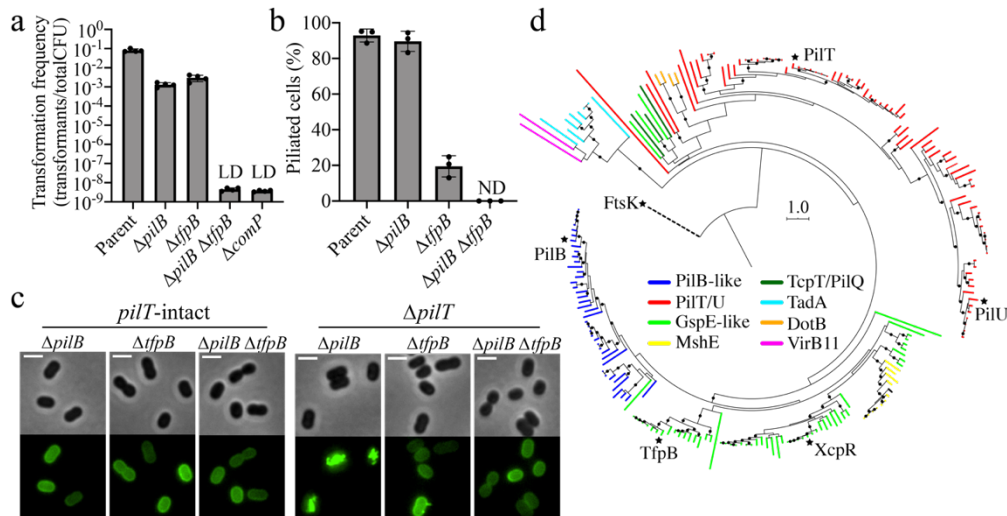 a
Transformation frequency
(transformants/totalCFU)
10⁰
10⁻¹
10⁻²
10⁻³
10⁻⁴
10⁻⁵
10⁻⁶
10⁻⁷
10⁻⁸
10⁻⁹
LD LD
Parent
ΔpilB
ΔtfpB
ΔpilB ΔtfpB
ΔcomP
b
Piliated cells (%)
100
80
60
40
20
0
ND
Parent
ΔpilB
ΔtfpB
ΔpilB ΔtfpB
c
pilT-intact
ΔpilB ΔtfpB ΔpilB ΔtfpB
ΔpilT
ΔpilB ΔtfpB ΔpilB ΔtfpB
d
PilT
FtsK
1.0
PilB
PilU
PilB-like
PilT/U
GspE-like
MshE
TcpT/PilQ
TadA
DotB
VirB11
TfpB
XcpR